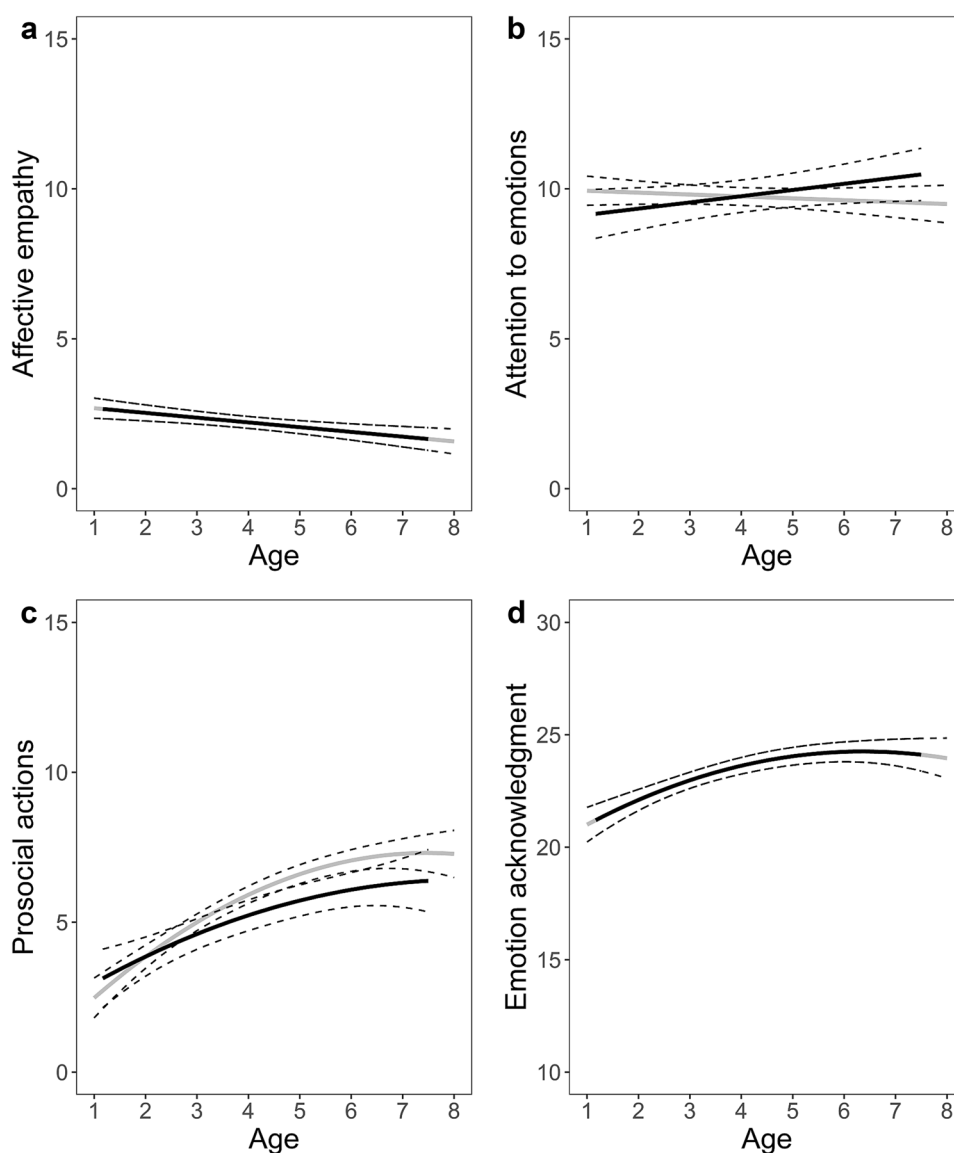 a
Affective empathy
15
10
5
0
1 2 3 4 5 6 7 8
Age
b
Attention to emotions
15
10
5
0
1 2 3 4 5 6 7 8
Age
c
Prosocial actions
15
10
5
0
1 2 3 4 5 6 7 8
Age
d
Emotion acknowledgment
30
25
20
15
10
1 2 3 4 5 6 7 8
Age